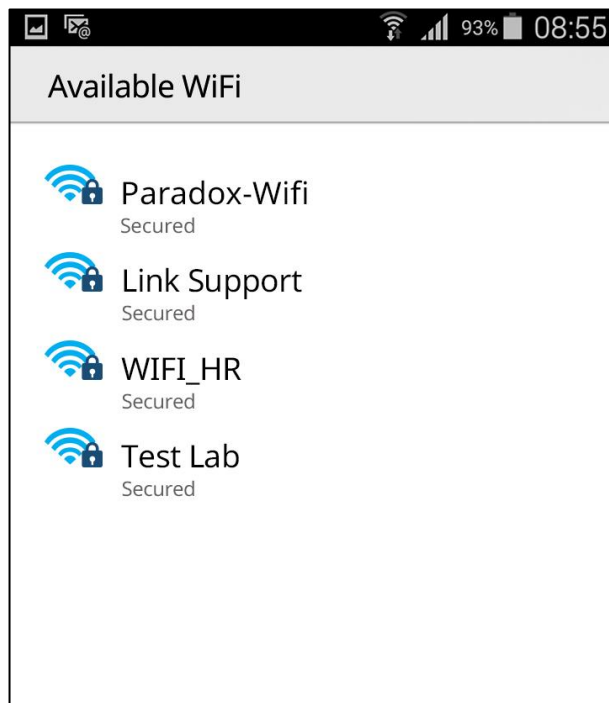 93% 08:55
Available WiFi
Paradox-Wifi
Secured
Link Support
Secured
WIFI_HR
Secured
Test Lab
Secured